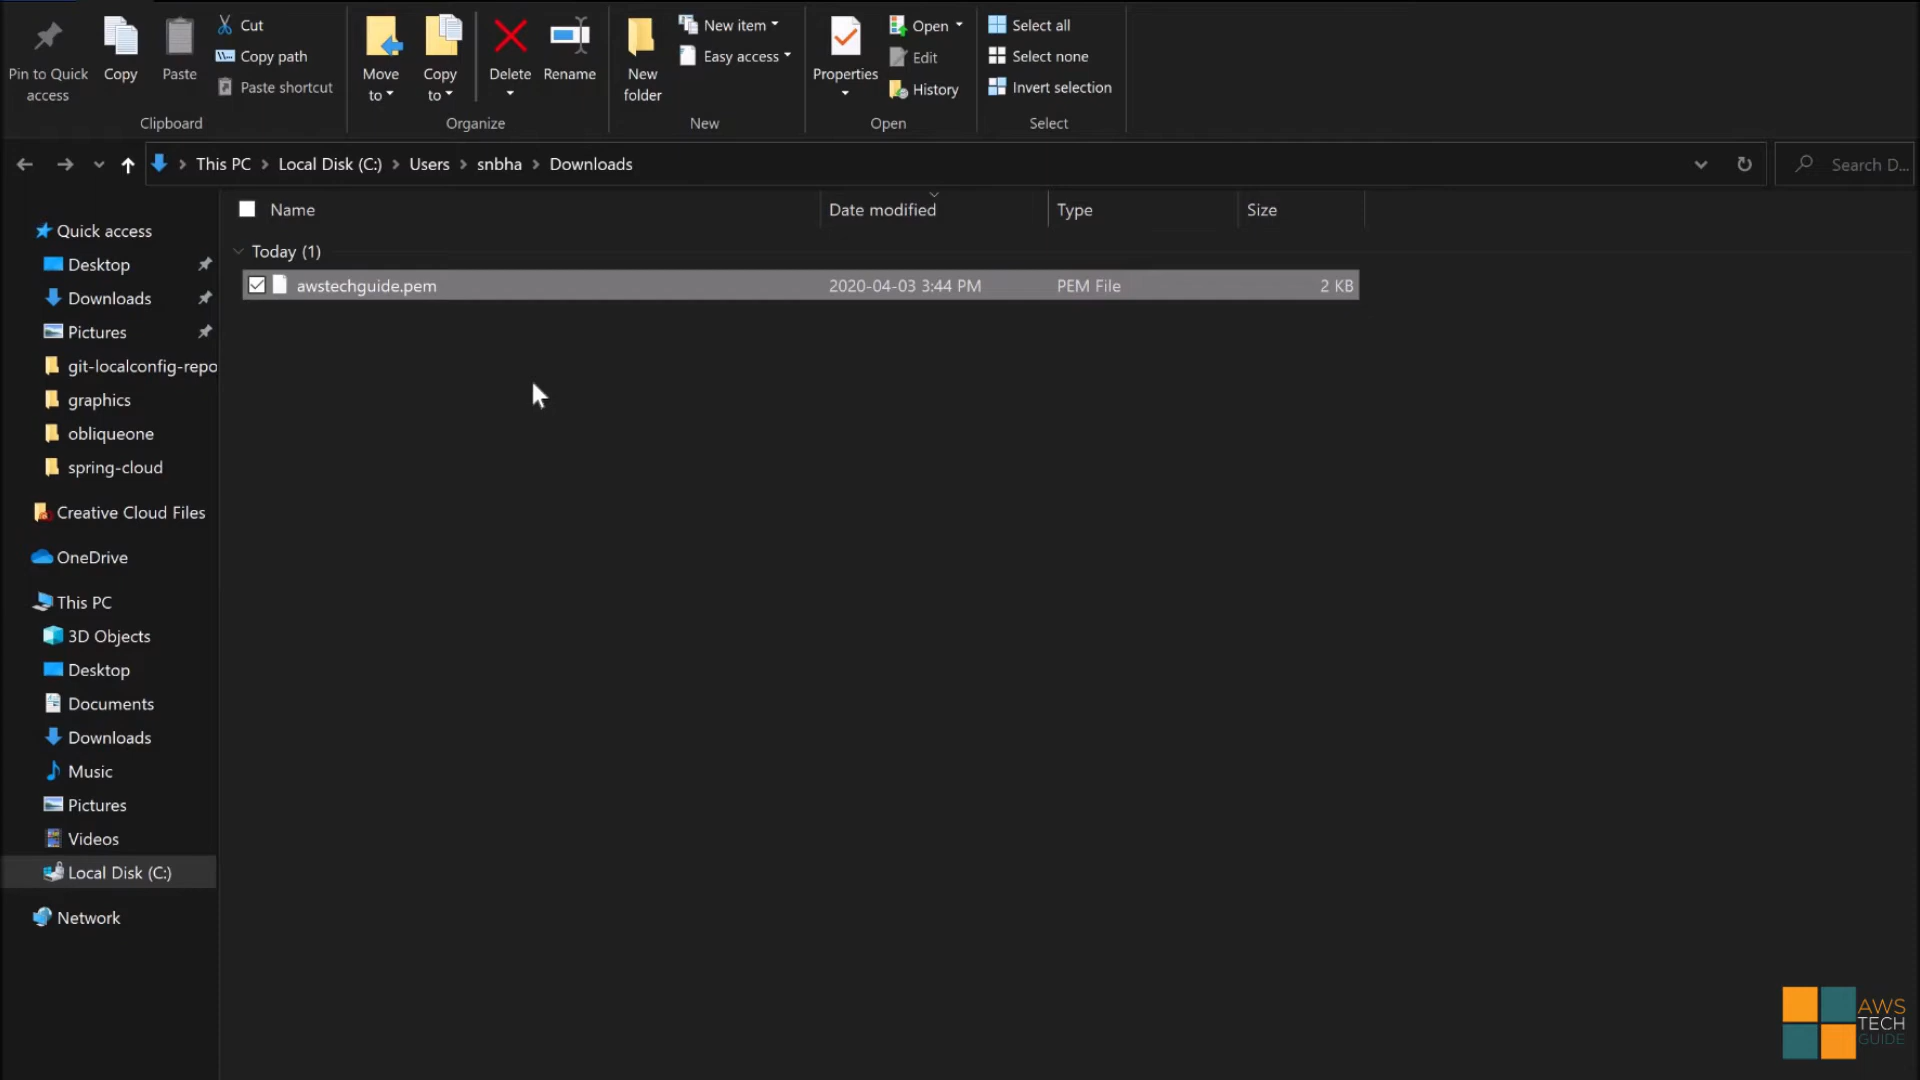 Pin to Quick access
Copy
Paste
Cut
Copy path
Paste shortcut
Clipboard
Move to
Copy to
Delete
Rename
Organize
New folder
New item
Easy access
New
Properties
Open
Edit
History
Open
Select all
Select none
Invert selection
Select
This PC
Local Disk (C:)
Users
snbha
Downloads
Search D...
Name
Date modified
Type
Size
Today (1)
awstechguide.pem 2020-04-03 3:44 PM PEM File 2 KB
Quick access
Desktop
Downloads
Pictures
git-localconfig-repo
graphics
obliqueone
spring-cloud
Creative Cloud Files
OneDrive
This PC
3D Objects
Desktop
Documents
Downloads
Music
Pictures
Videos
Local Disk (C:)
Network
AWS
TECH
GUIDE